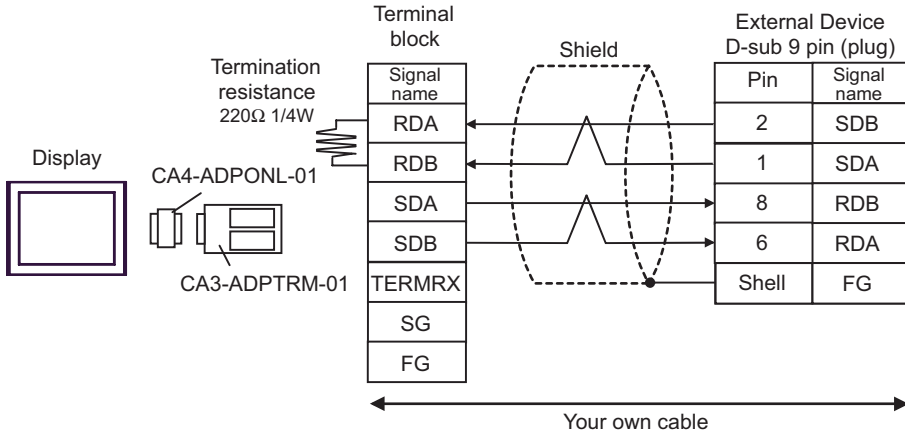 Terminal
block
External Device
D-sub 9 pin (plug)
Shield
Termination
resistance
220Ω 1/4W
Display
CA4-ADPONL-01
CA3-ADPTRM-01
Signal
name
RDA
RDB
SDA
SDB
TERMRX
SG
FG
Pin Signal
name
2 SDB
1 SDA
8 RDB
6 RDA
Shell FG
Your own cable